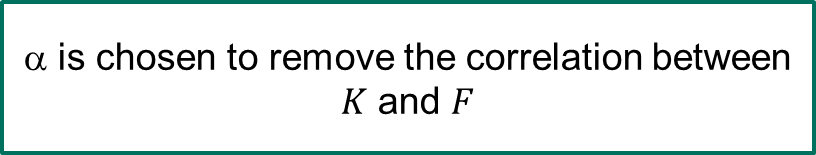 α is chosen to remove the correlation between
K and F